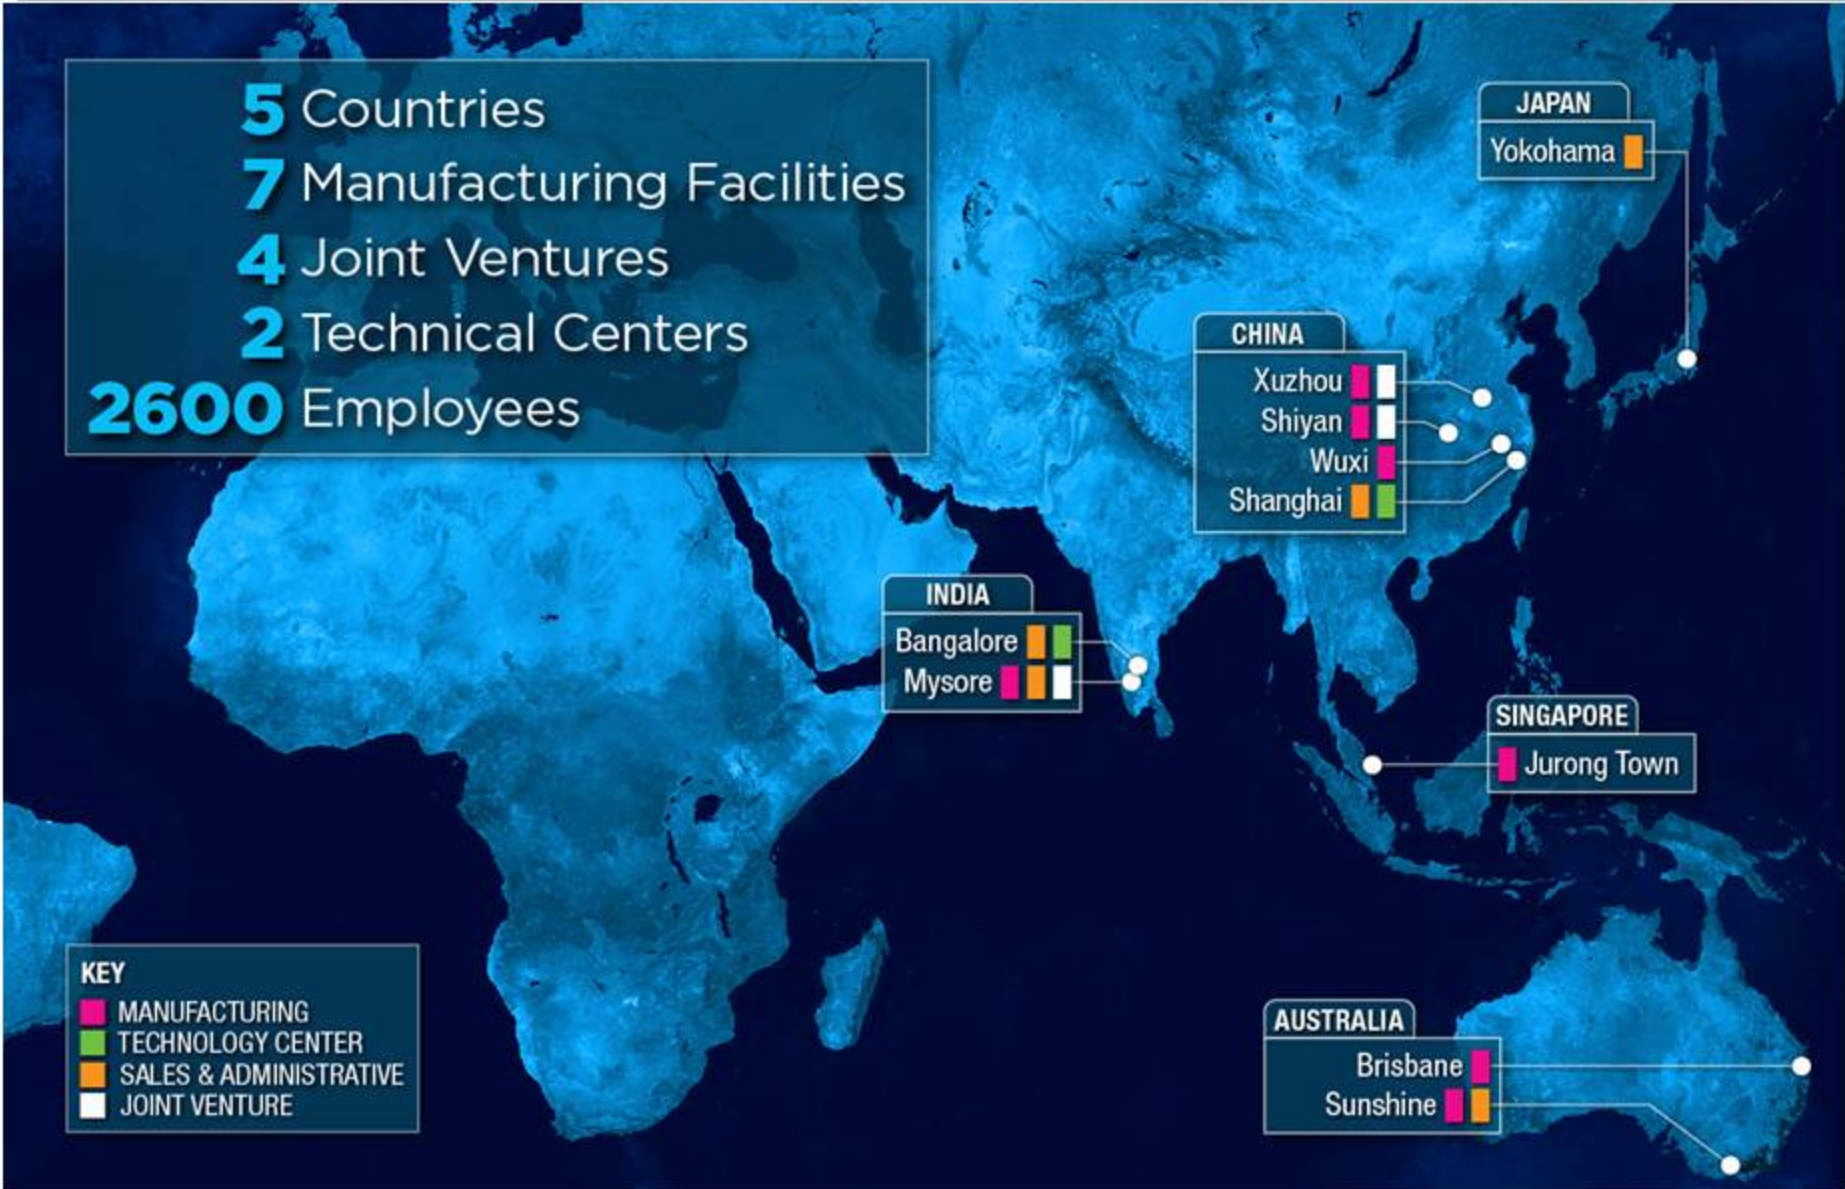 5 Countries
7 Manufacturing Facilities
4 Joint Ventures
2 Technical Centers
2600 Employees
JAPAN
Yokohama
CHINA
Xuzhou
Shiyan
Wuxi
Shanghai
INDIA
Bangalore
Mysore
SINGAPORE
Jurong Town
AUSTRALIA
Brisbane
Sunshine
KEY
MANUFACTURING
TECHNOLOGY CENTER
SALES & ADMINISTRATIVE
JOINT VENTURE